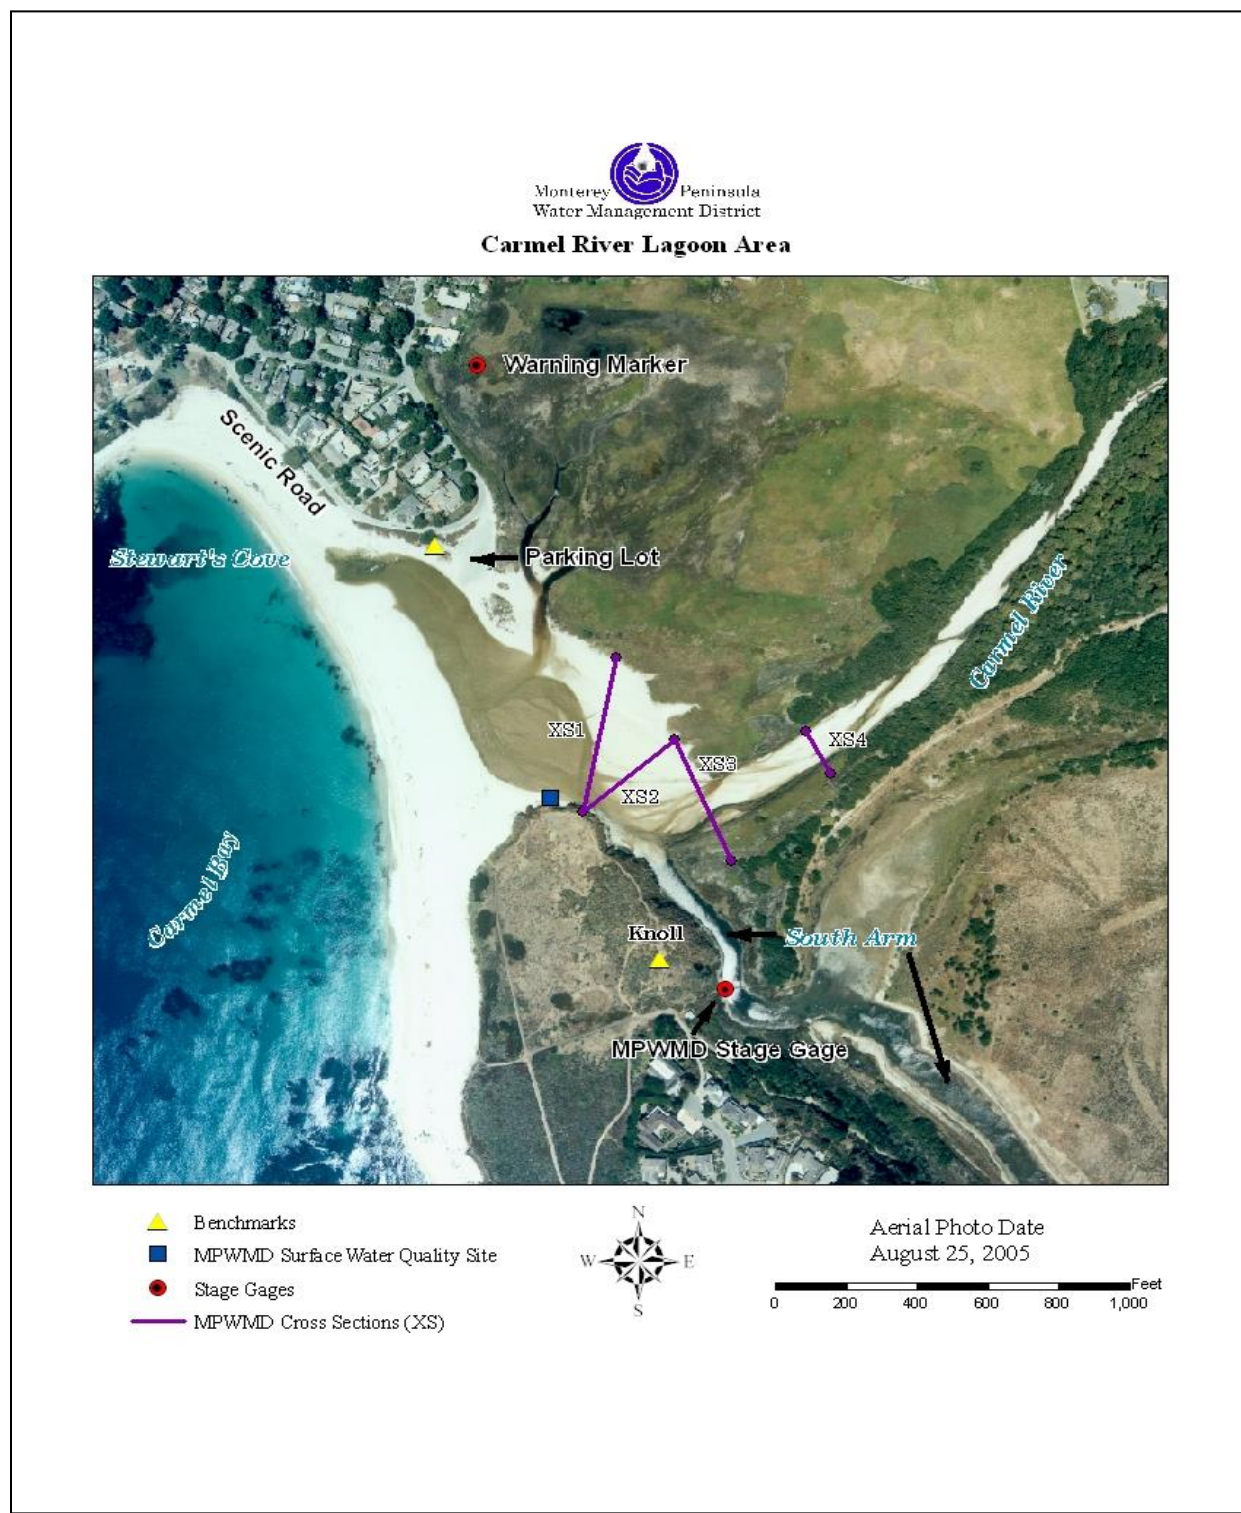 Monterey Peninsula
Water Management District
Carmel River Lagoon Area
Warning Marker
Scenic Road
Stewart's Cove
Parking Lot
Carmel River
XS1
XS4
XS3
XS2
Carmel Bay
Knoll
South Arm
MPWMD Stage Gage
Benchmarks
MPWMD Surface Water Quality Site
Stage Gages
MPWMD Cross Sections (XS)
N
W E
S
Aerial Photo Date
August 25, 2005
Feet
0 200 400 600 800 1,000